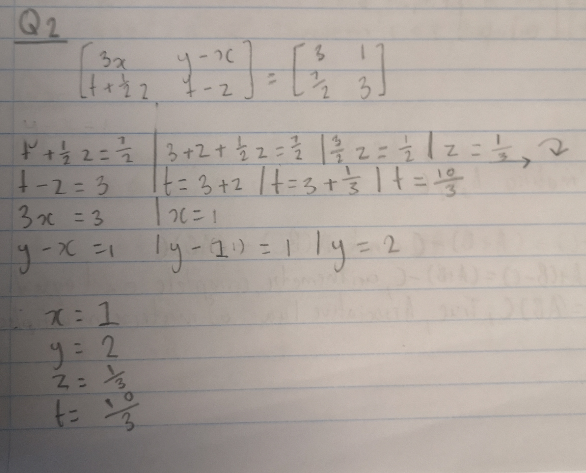 Q2
[3x y-x] = [3 1]
[t+½z t-z] [7/2 3]
t+½z=7/2 | 3+z+½z=7/2 | 3/2 z=1/2 | z=1/3,
t-z=3 | t=3+z | t=3+1/3 | t=10/3
3x=3 | x=1
y-x=1 | y-(1)=1 | y=2
x=1
y=2
z=1/3
t=10/3